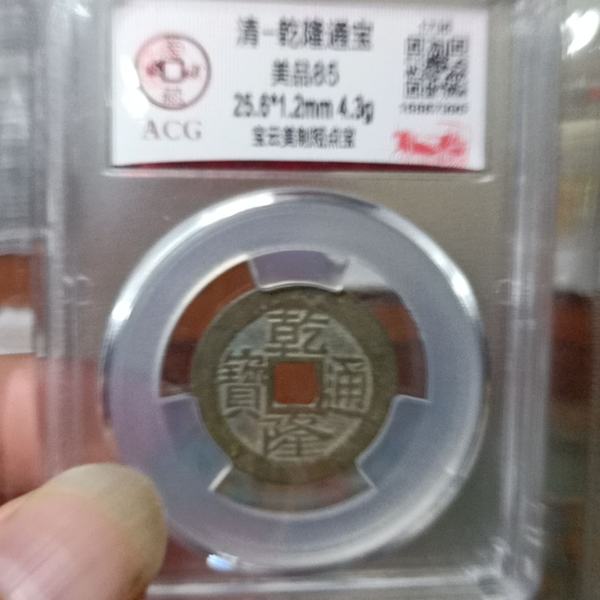 清-乾隆通宝
美品85
25.6*1.2mm 4.3g
宝云美制短点宝
ACG
乾隆通寶